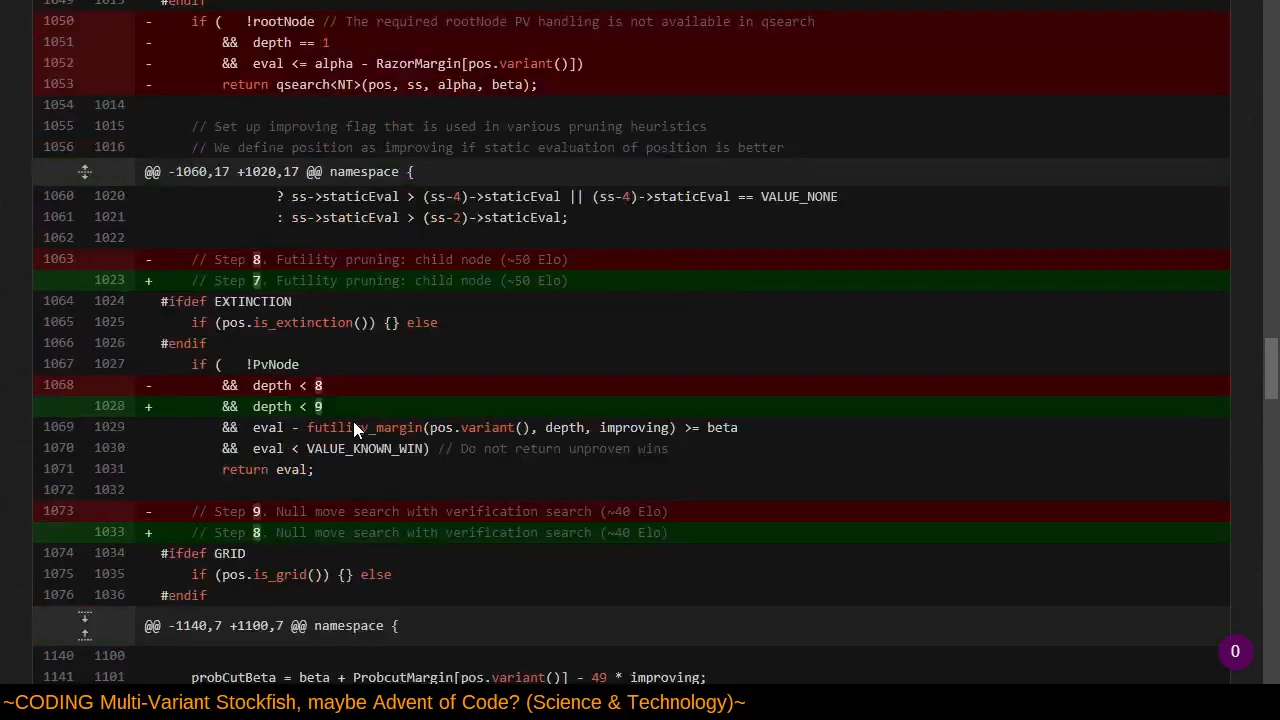 1049 1015 #endif
1050 - if ( !rootNode // The required rootNode PV handling is not available in qsearch
1051 - && depth == 1
1052 - && eval <= alpha - RazorMargin[pos.variant()])
1053 - return qsearch<NT>(pos, ss, alpha, beta);
1054 1014
1055 1015 // Set up improving flag that is used in various pruning heuristics
1056 1016 // We define position as improving if static evaluation of position is better
@@ -1060,17 +1020,17 @@ namespace {
1060 1020 ? ss->staticEval > (ss-4)->staticEval || (ss-4)->staticEval == VALUE_NONE
1061 1021 : ss->staticEval > (ss-2)->staticEval;
1062 1022
1063 - // Step 8. Futility pruning: child node (~50 Elo)
1023 + // Step 7. Futility pruning: child node (~50 Elo)
1064 1024 #ifdef EXTINCTION
1065 1025 if (pos.is_extinction()) {} else
1066 1026 #endif
1067 1027 if ( !PvNode
1068 - && depth < 8
1028 + && depth < 9
1069 1029 && eval - futility_margin(pos.variant(), depth, improving) >= beta
1070 1030 && eval < VALUE_KNOWN_WIN) // Do not return unproven wins
1071 1031 return eval;
1072 1032
1073 - // Step 9. Null move search with verification search (~40 Elo)
1033 + // Step 8. Null move search with verification search (~40 Elo)
1074 1034 #ifdef GRID
1075 1035 if (pos.is_grid()) {} else
1076 1036 #endif
@@ -1140,7 +1100,7 @@ namespace {
1140 1100
1141 1101 probCutBeta = beta + ProbcutMargin[pos.variant()] - 49 * improving;
0
~CODING Multi-Variant Stockfish, maybe Advent of Code? (Science & Technology)~